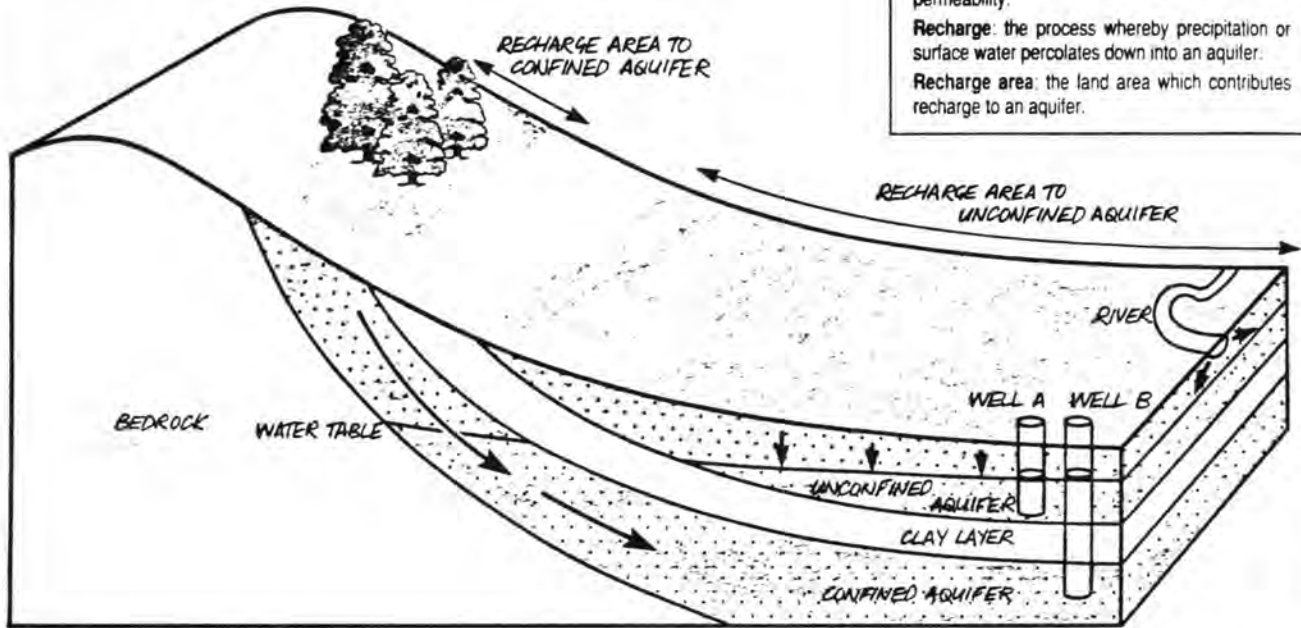 permeability.
Recharge: the process whereby precipitation or
surface water percolates down into an aquifer.
Recharge area: the land area which contributes
recharge to an aquifer.
RECHARGE AREA TO
CONFINED AQUIFER
RECHARGE AREA TO
UNCONFINED AQUIFER
RIVER
WELL A WELL B
BEDROCK
WATER TABLE
UNCONFINED
AQUIFER
CLAY LAYER
CONFINED AQUIFER